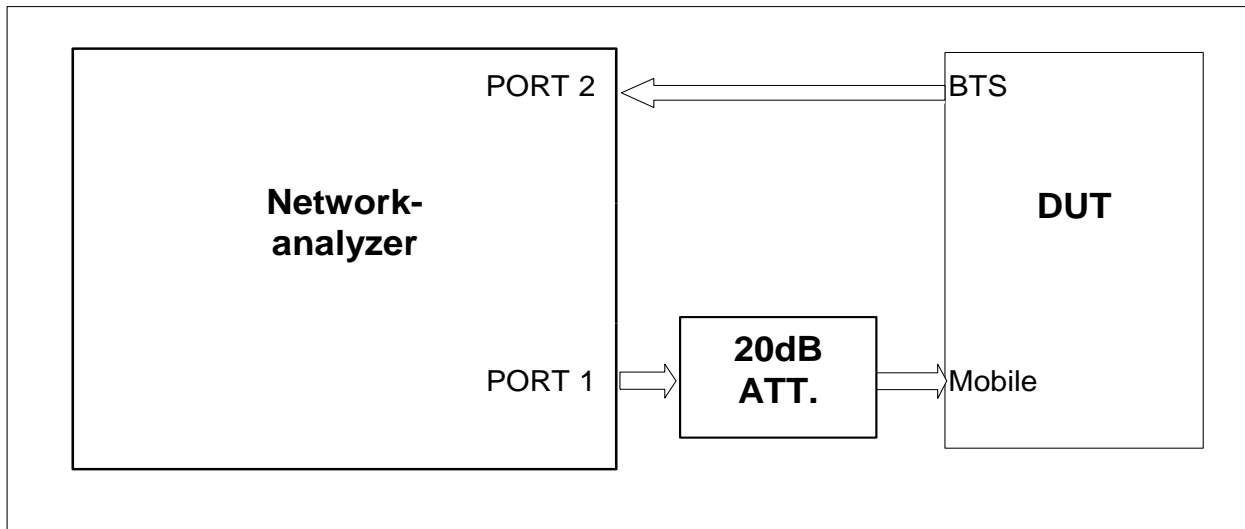 PORT 2
BTS
Network-
analyzer
DUT
PORT 1
20dB
ATT.
Mobile